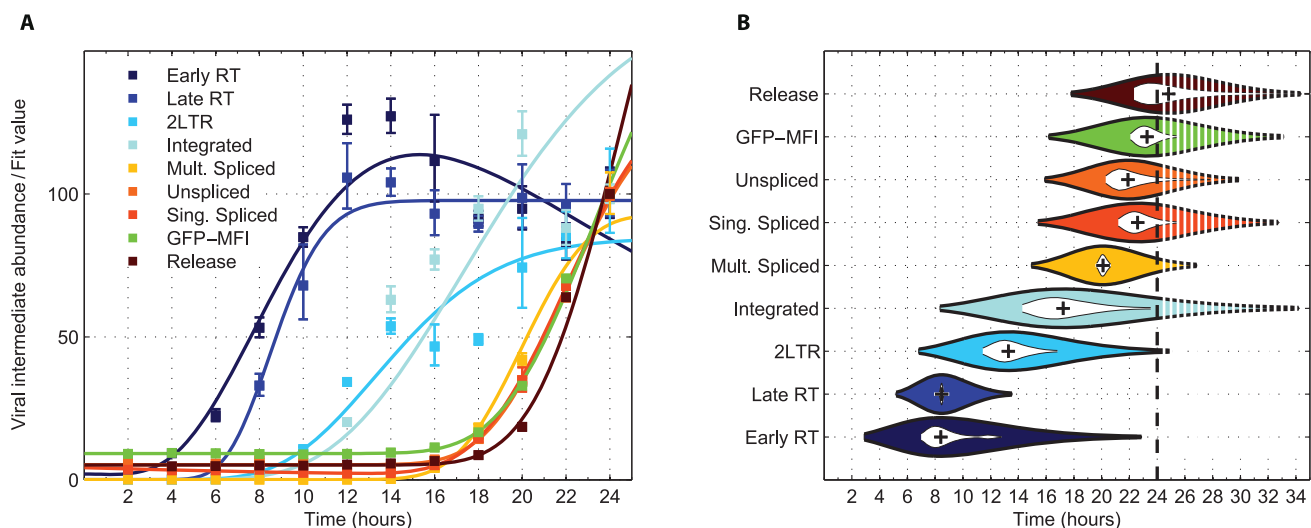 A
Viral intermediate abundance / Fit value
100
50
0
Early RT
Late RT
2LTR
Integrated
Mult. Spliced
Unspliced
Sing. Spliced
GFP−MFI
Release
2 4 6 8 10 12 14 16 18 20 22 24
Time (hours)
B
Release
GFP−MFI
Unspliced
Sing. Spliced
Mult. Spliced
Integrated
2LTR
Late RT
Early RT
2 4 6 8 10 12 14 16 18 20 22 24 26 28 30 32 34
Time (hours)